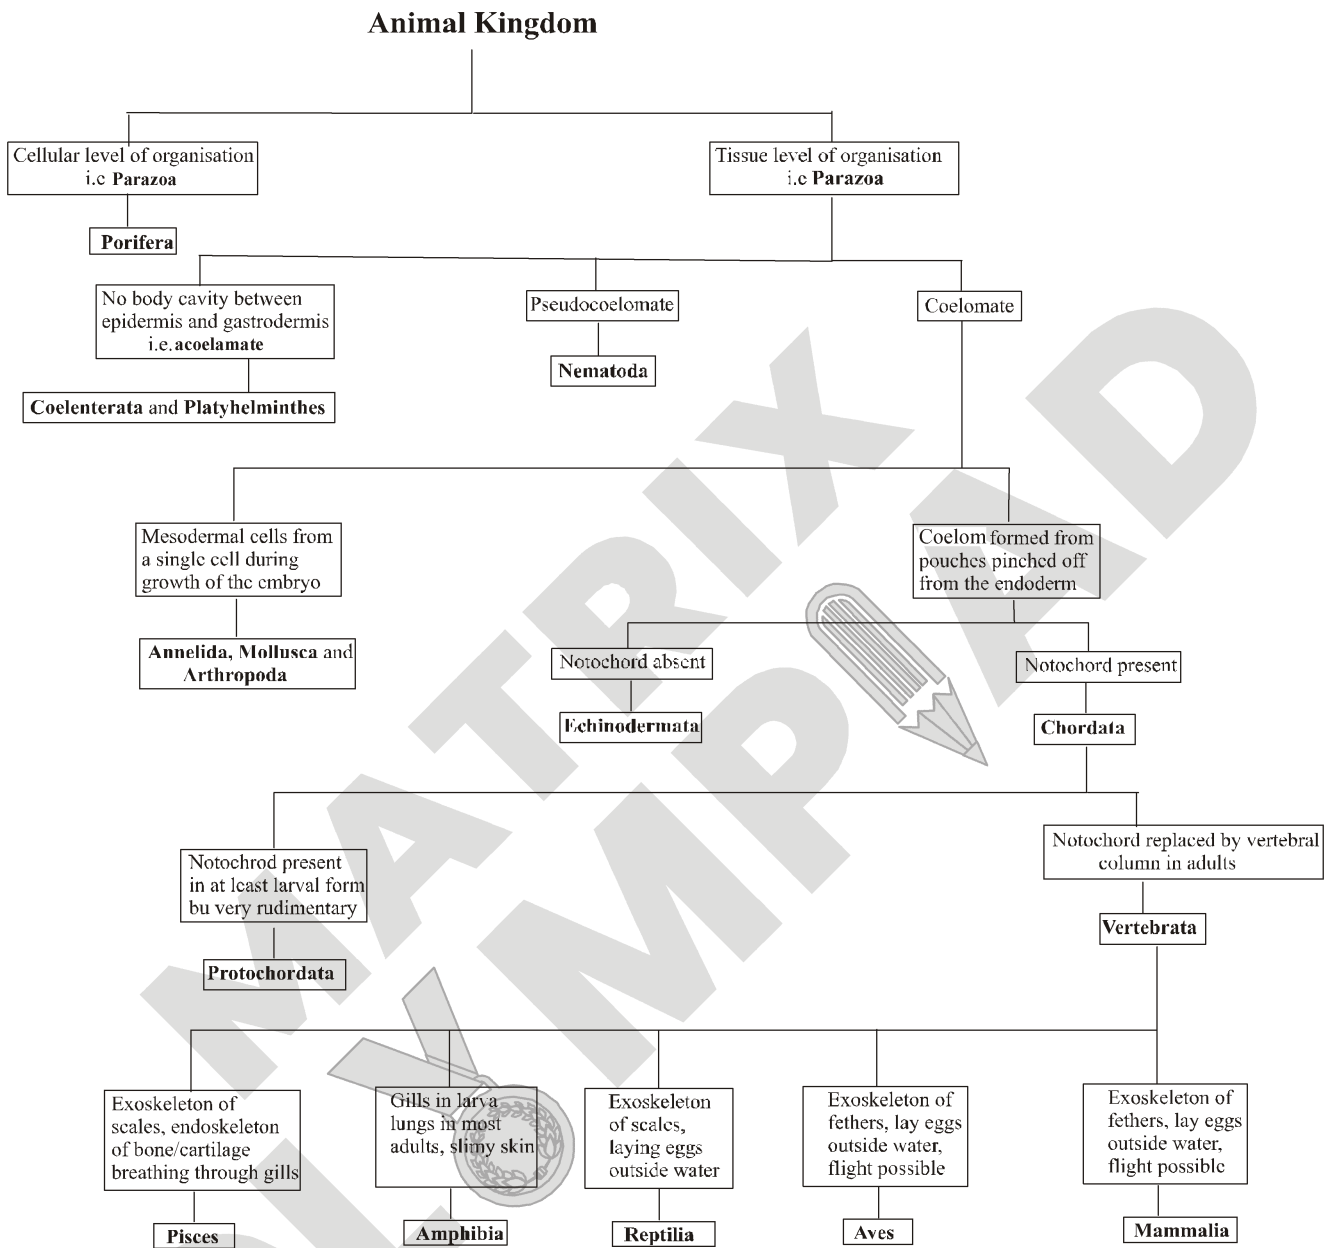 Animal Kingdom
Cellular level of organisation
i.e Parazoa
Tissue level of organisation
i.e Parazoa
Porifera
No body cavity between
epidermis and gastrodermis
i.e. acoelamate
Pseudocoelomate
Coelomate
Nematoda
Coelenterata and Platyhelminthes
Mesodermal cells from
a single cell during
growth of the embryo
Coelom formed from
pouches pinched off
from the endoderm
Annelida, Mollusca and
Arthropoda
Notochord absent
Notochord present
Echinodermata
Chordata
Notochrod present
in at least larval form
bu very rudimentary
Notochord replaced by vertebral
column in adults
Protochordata
Vertebrata
Exoskeleton of
scales, endoskeleton
of bone/cartilage
breathing through gills
Gills in larva
lungs in most
adults, slimy skin
Exoskeleton
of scales,
laying eggs
outside water
Exoskeleton of
fethers, lay eggs
outside water,
flight possible
Exoskeleton of
fethers, lay eggs
outside water,
flight possible
Pisces
Amphibia
Reptilia
Aves
Mammalia
MATRIX
OLYMPIAD